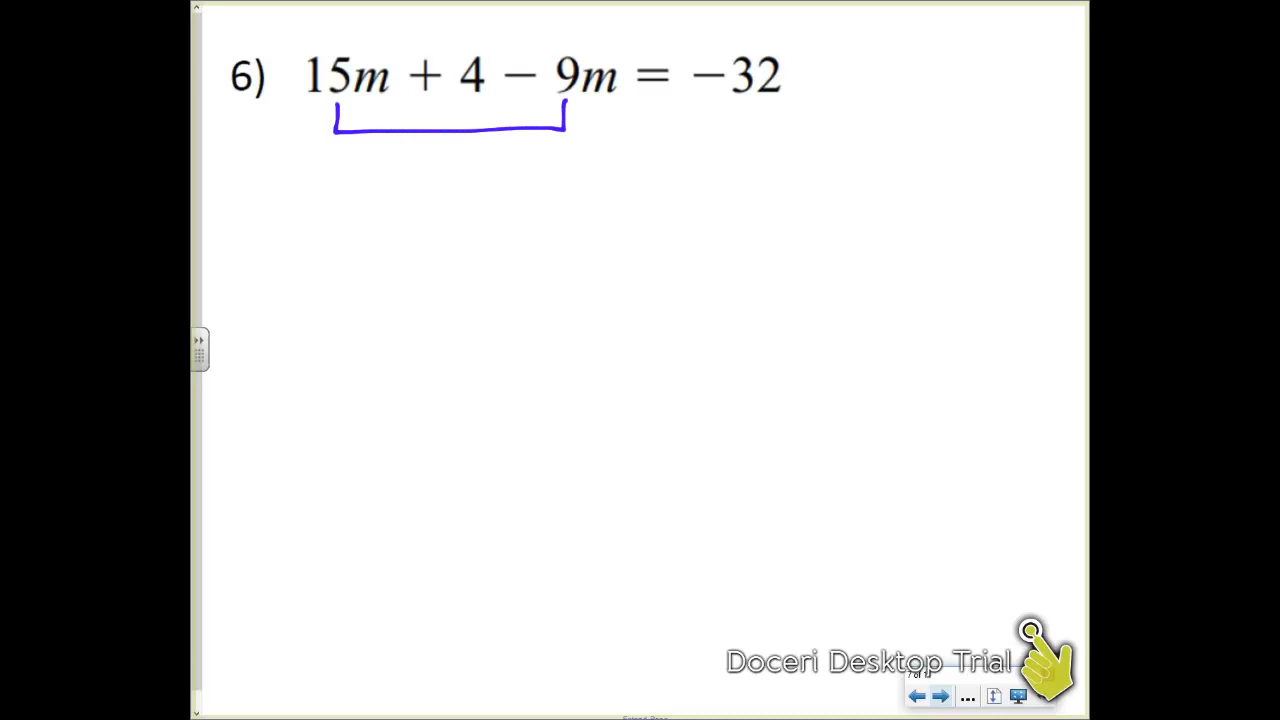 6) 15m + 4 − 9m = −32
Doceri Desktop Trial